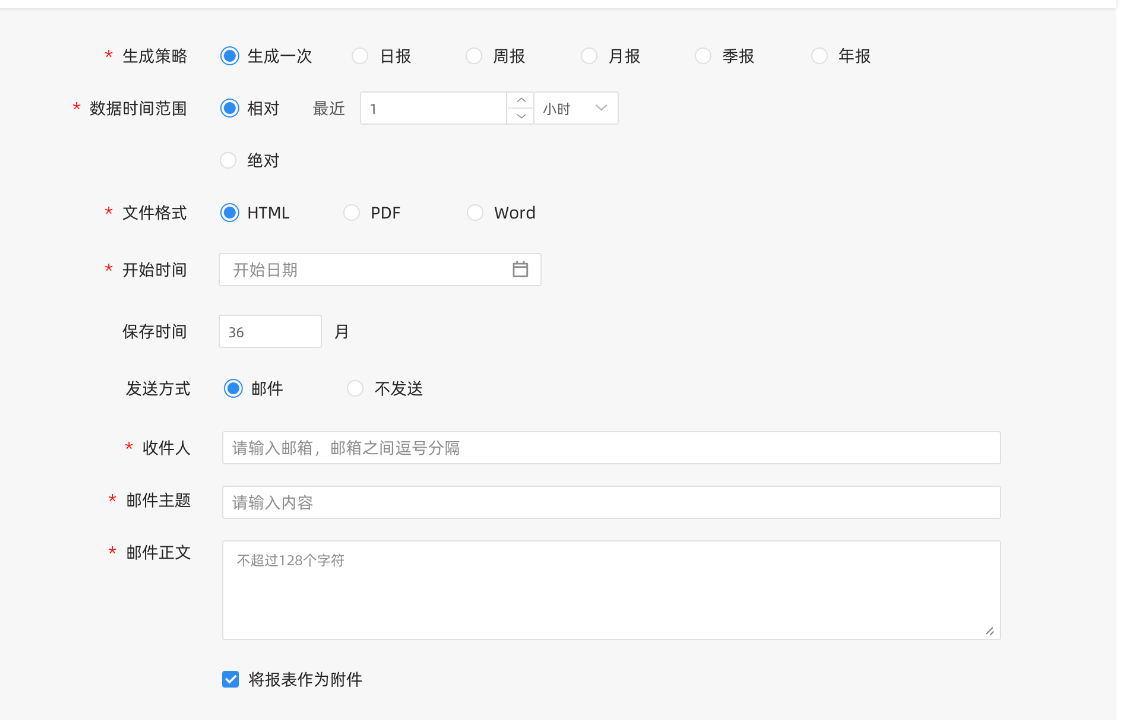 * 生成策略 生成一次 日报 周报 月报 季报 年报
* 数据时间范围 相对 最近 1 小时
绝对
* 文件格式 HTML PDF Word
* 开始时间 开始日期
保存时间 36 月
发送方式 邮件 不发送
* 收件人 请输入邮箱，邮箱之间逗号分隔
* 邮件主题 请输入内容
* 邮件正文 不超过128个字符
将报表作为附件